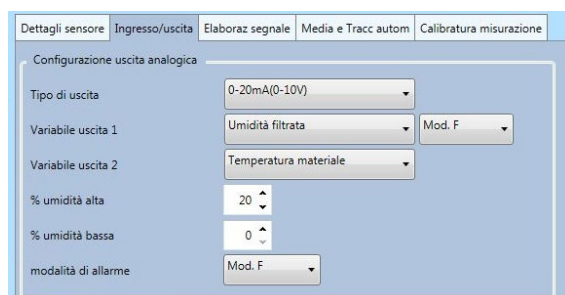 Dettagli sensore Ingresso/uscita Elaboraz segnale Media e Tracc autom Calibratura misurazione
Configurazione uscita analogica
Tipo di uscita 0-20mA(0-10V)
Variabile uscita 1 Umidità filtrata Mod. F
Variabile uscita 2 Temperatura materiale
% umidità alta 20
% umidità bassa 0
modalità di allarme Mod. F